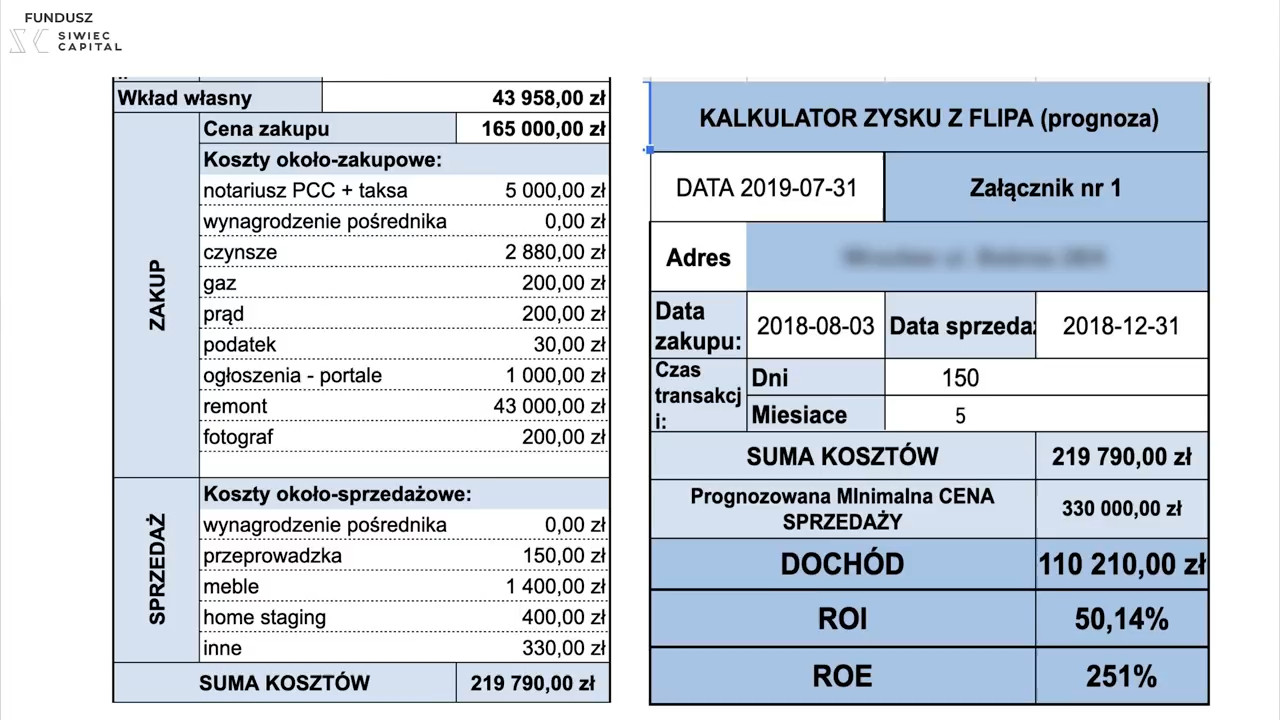 FUNDUSZ
SIWIEC
CAPITAL
Wkład własny 43 958,00 zł
ZAKUP
Cena zakupu 165 000,00 zł
Koszty około-zakupowe:
notariusz PCC + taksa 5 000,00 zł
wynagrodzenie pośrednika 0,00 zł
czynsze 2 880,00 zł
gaz 200,00 zł
prąd 200,00 zł
podatek 30,00 zł
ogłoszenia - portale 1 000,00 zł
remont 43 000,00 zł
fotograf 200,00 zł
SPRZEDAŻ
Koszty około-sprzedażowe:
wynagrodzenie pośrednika 0,00 zł
przeprowadzka 150,00 zł
meble 1 400,00 zł
home staging 400,00 zł
inne 330,00 zł
SUMA KOSZTÓW 219 790,00 zł
KALKULATOR ZYSKU Z FLIPA (prognoza)
DATA 2019-07-31 Załącznik nr 1
Adres
Data
zakupu: 2018-08-03 Data sprzeda 2018-12-31
Czas
transakcj
i:
Dni 150
Miesiace 5
SUMA KOSZTÓW 219 790,00 zł
Prognozowana MInimalna CENA
SPRZEDAŻY 330 000,00 zł
DOCHÓD 110 210,00 zł
ROI 50,14%
ROE 251%